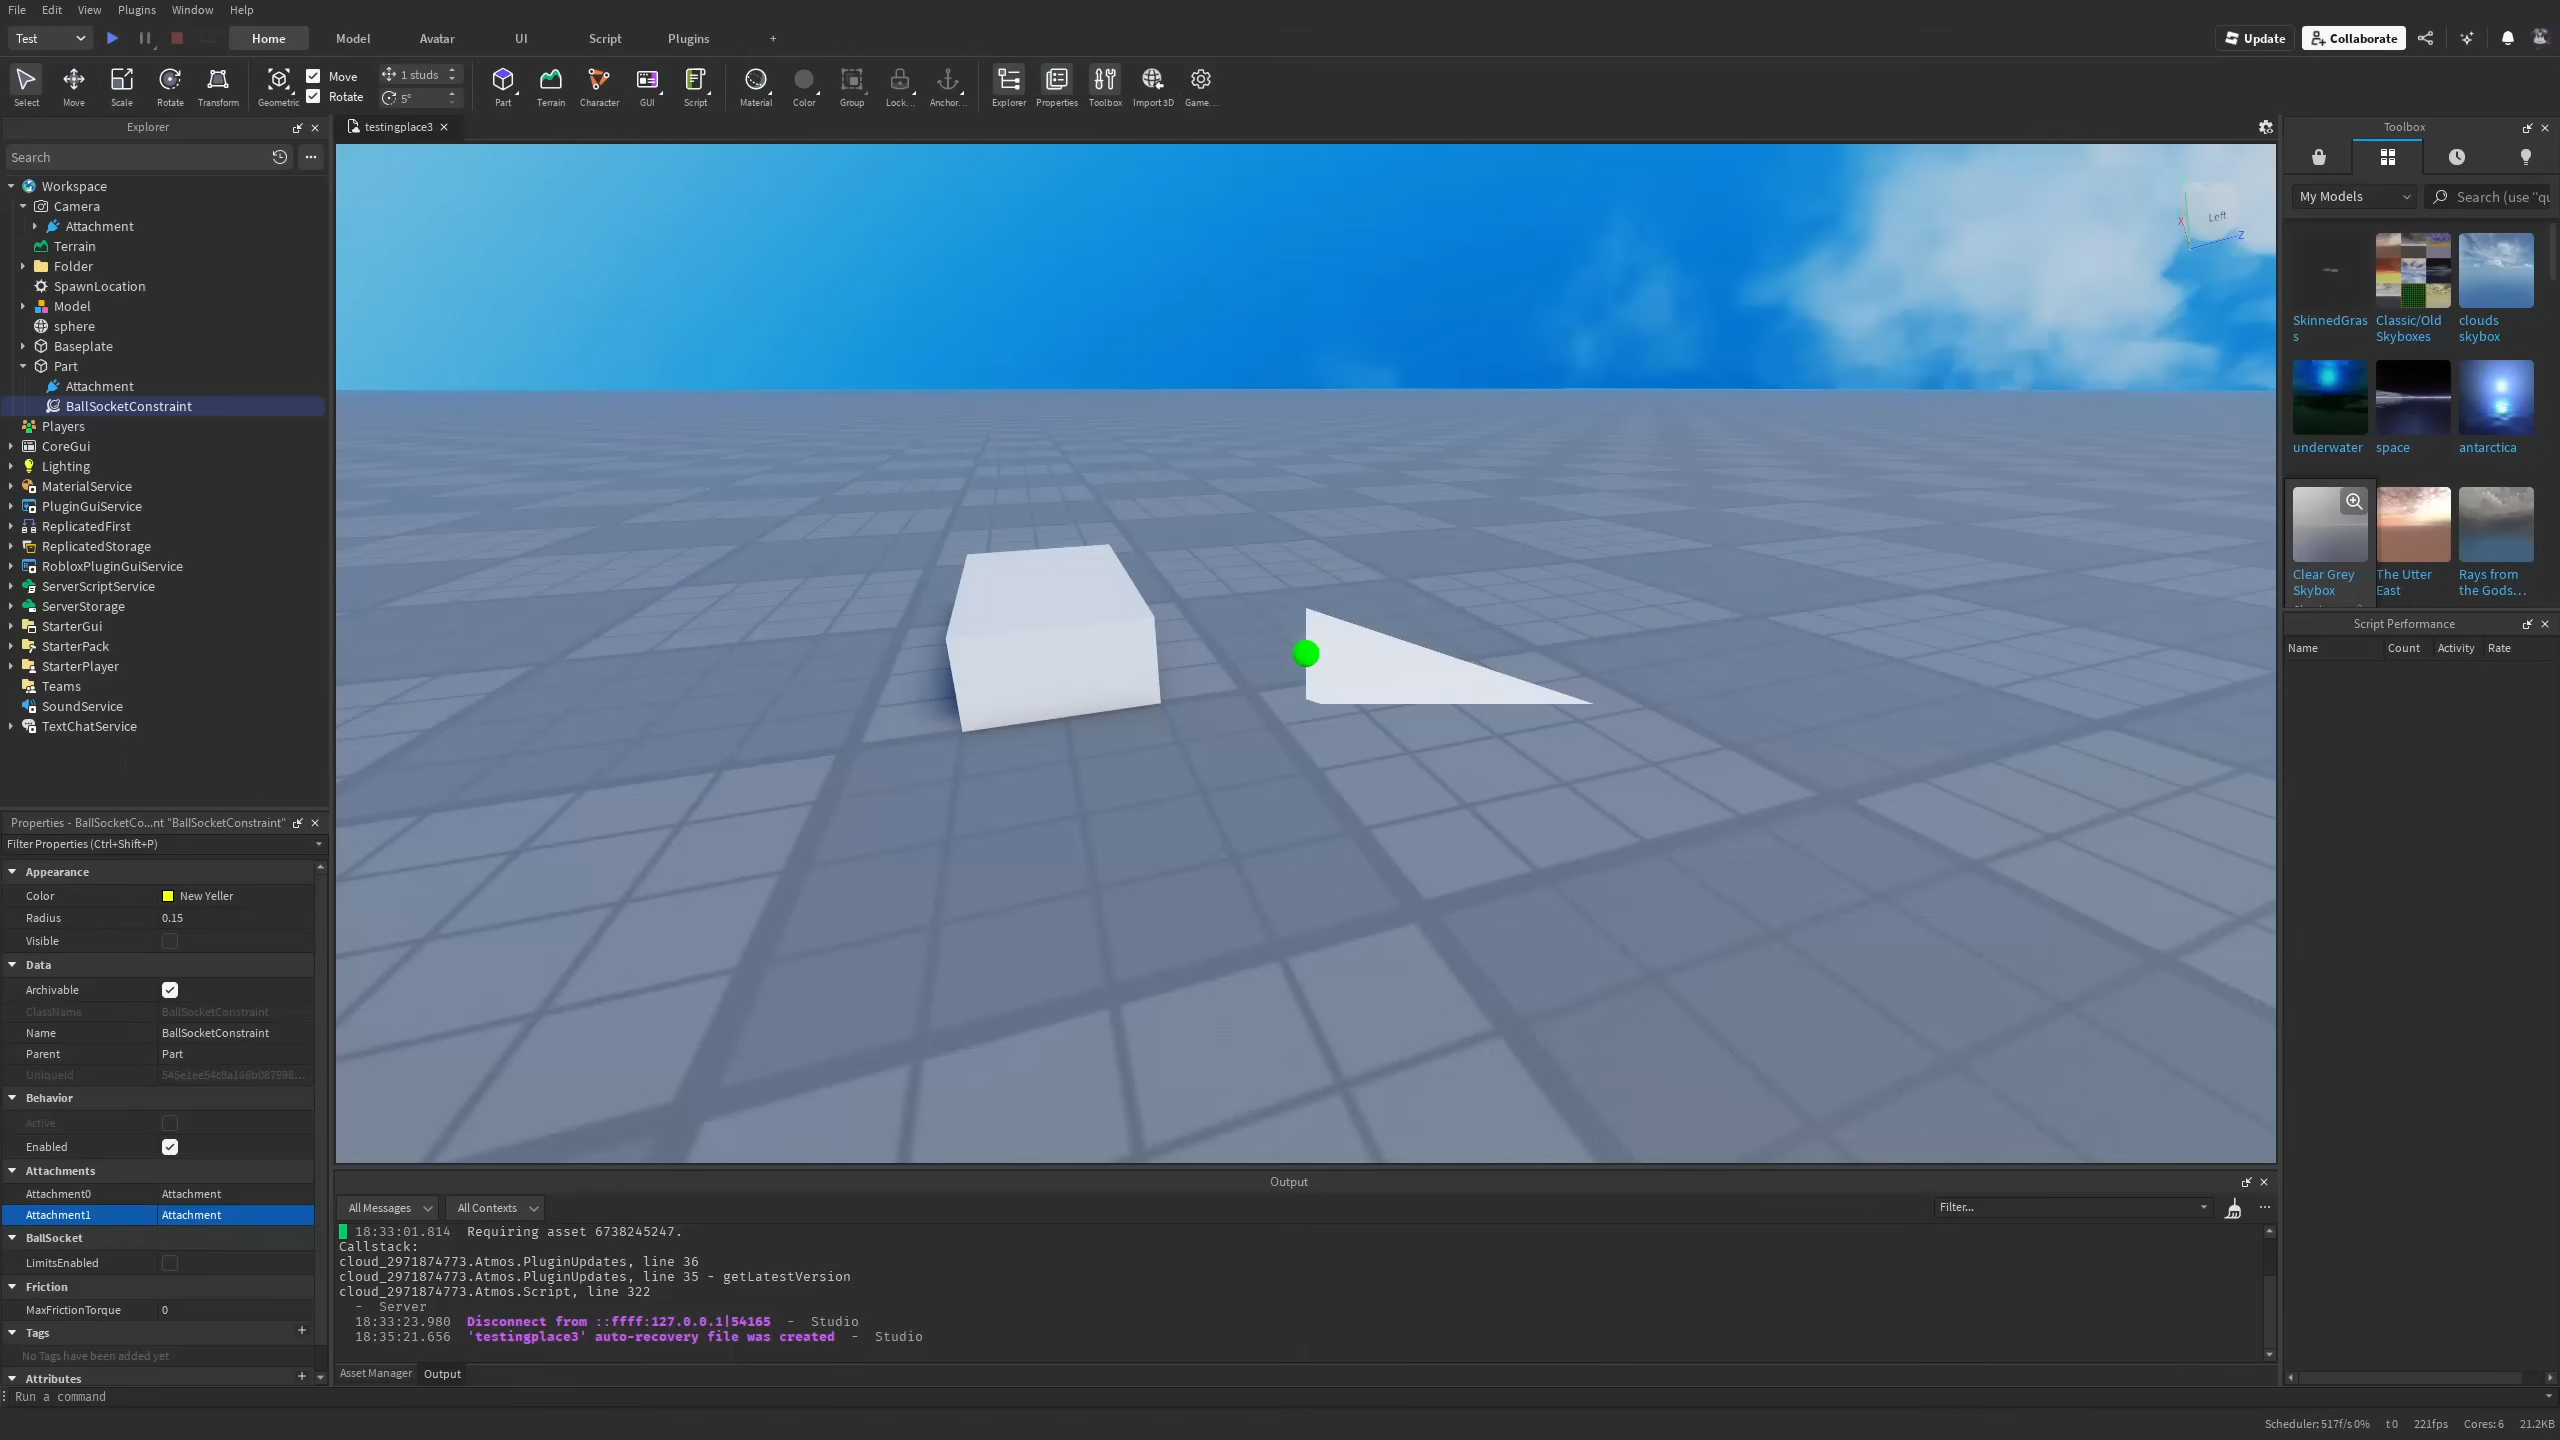 File Edit View Plugins Window Help
Test Home Model Avatar UI Script Plugins + Update Collaborate
Move 1 studs
Rotate 5°
Select Move Scale Rotate Transform Geometric Part Terrain Character GUI Script Material Color Group Lock... Anchor... Explorer Properties Toolbox Import 3D Game...
Explorer
Search
Workspace
Camera
Attachment
Terrain
Folder
SpawnLocation
Model
sphere
Baseplate
Part
Attachment
BallSocketConstraint
Players
CoreGui
Lighting
MaterialService
PluginGuiService
ReplicatedFirst
ReplicatedStorage
RobloxPluginGuiService
ServerScriptService
ServerStorage
StarterGui
StarterPack
StarterPlayer
Teams
SoundService
TextChatService
Properties - BallSocketCo...nt "BallSocketConstraint"
Filter Properties (Ctrl+Shift+P)
Appearance
Color New Yeller
Radius 0.15
Visible
Data
Archivable
ClassName BallSocketConstraint
Name BallSocketConstraint
Parent Part
UniqueId
Behavior
Active
Enabled
Attachments
Attachment0 Attachment
Attachment1 Attachment
BallSocket
LimitsEnabled
Friction
MaxFrictionTorque 0
Tags +
No Tags have been added yet
Attributes +
Run a command
testingplace3
Left
X
Z
Output
All Messages All Contexts Filter... ...
18:33:01.814 Requiring asset 6738245247.
Callstack:
cloud_2971874773.Atmos.PluginUpdates, line 36
cloud_2971874773.Atmos.PluginUpdates, line 35 - getLatestVersion
cloud_2971874773.Atmos.Script, line 322
- Server
18:33:23.980 Disconnect from ::ffff:127.0.0.1|54165 - Studio
18:35:21.656 'testingplace3' auto-recovery file was created - Studio
Asset Manager Output
Toolbox
My Models Search (use "qu
SkinnedGras
s
Classic/Old
Skyboxes
clouds
skybox
underwater space antarctica
Clear Grey
Skybox
The Utter
East
Rays from
the Gods...
Script Performance
Name Count Activity Rate
Scheduler: 517f/s 0% t 0 221fps Cores: 6 21.2KB